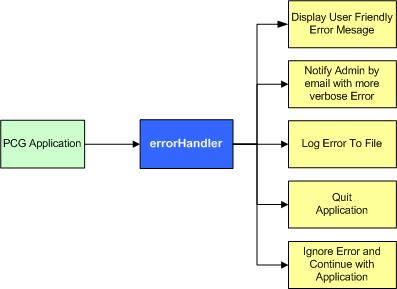 Display User Friendly
Error Mesage
Notify Admin by
email with more
verbose Error
PCG Application
errorHandler
Log Error To File
Quit
Application
Ignore Error and
Continue with
Application